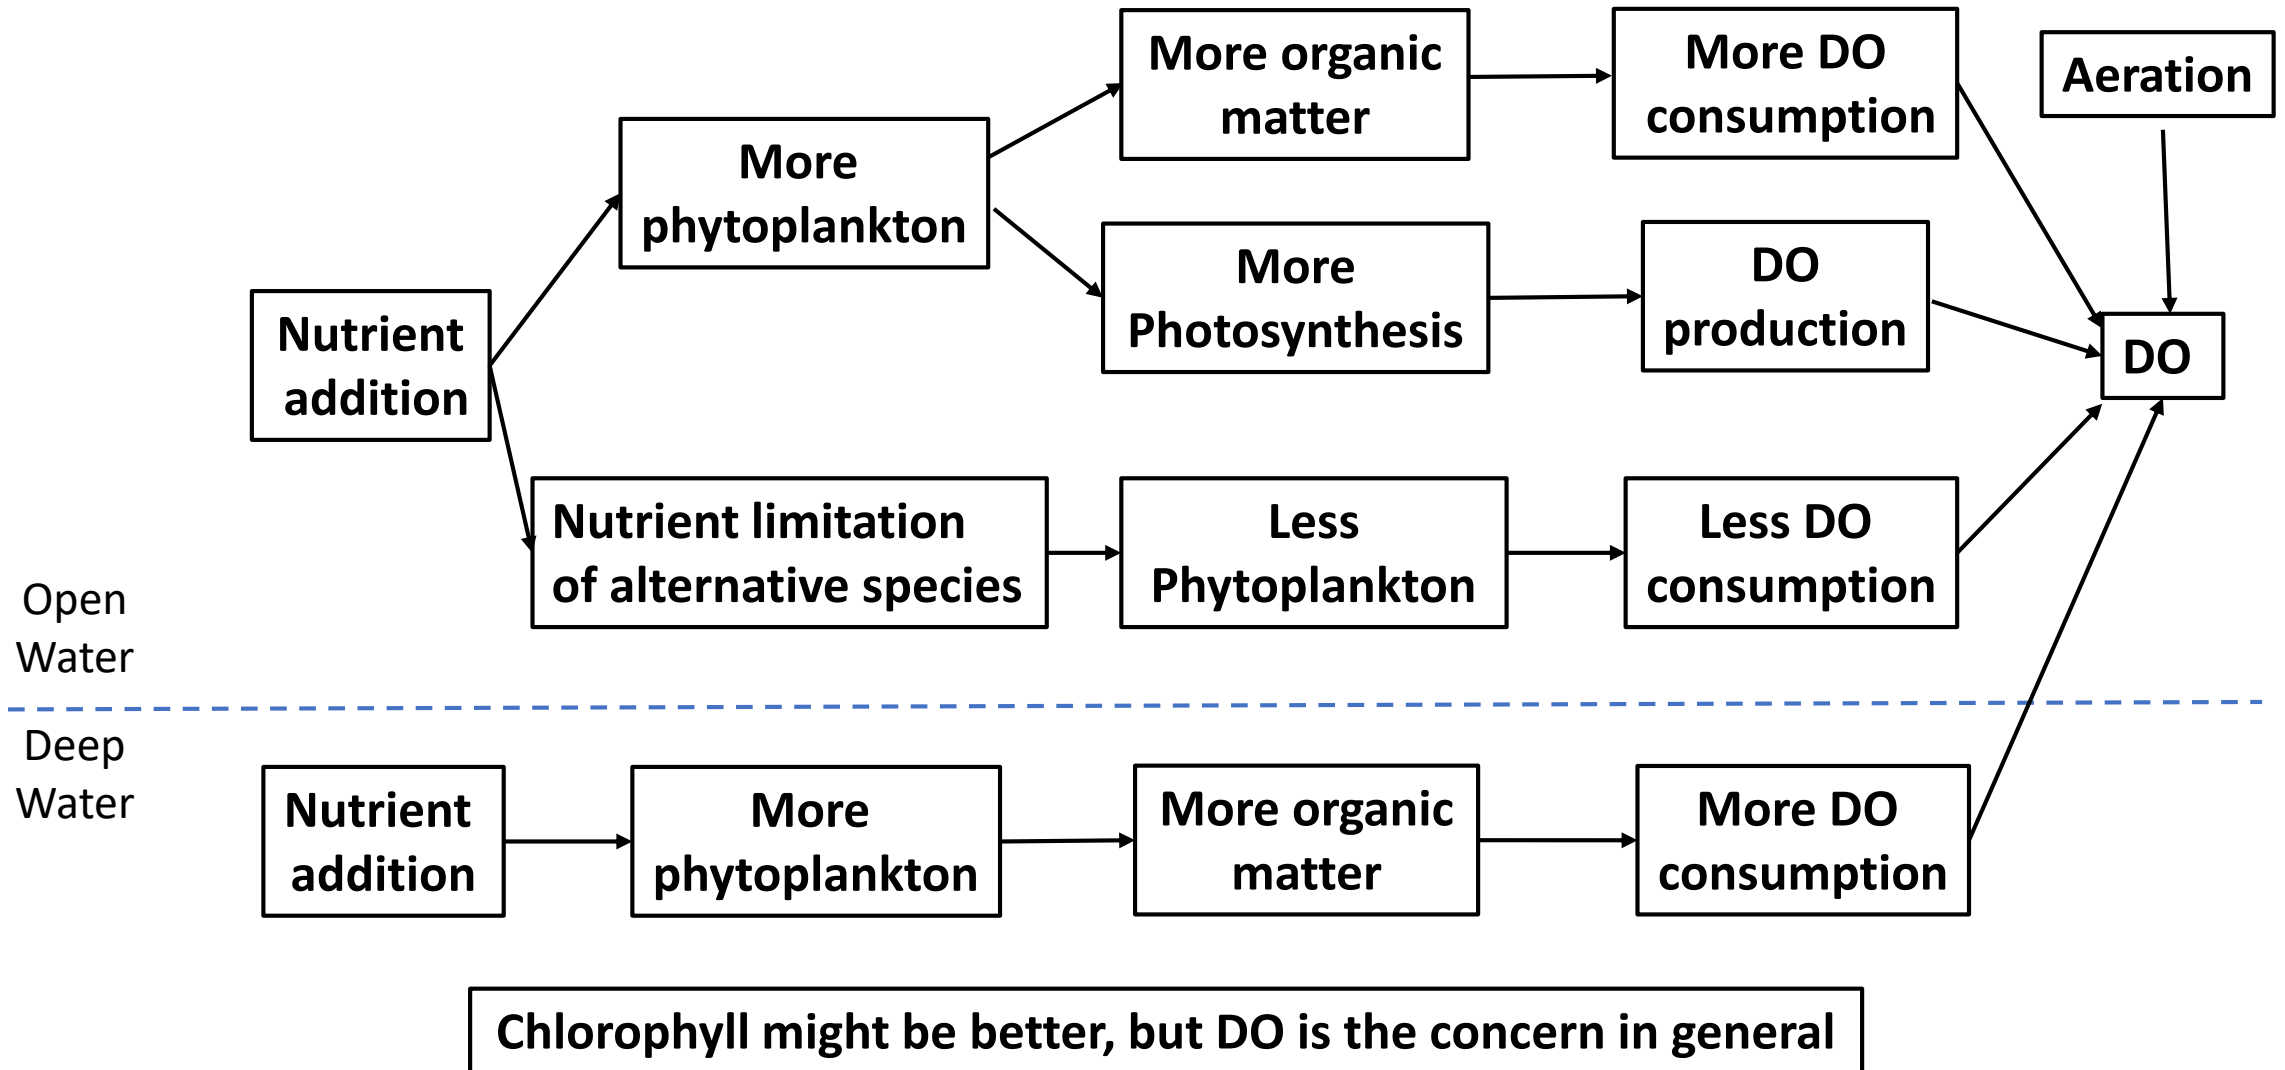 More organic
matter
More DO
consumption
Aeration
More
phytoplankton
More
Photosynthesis
DO
production
Nutrient
addition
DO
Nutrient limitation
of alternative species
Less
Phytoplankton
Less DO
consumption
Open
Water
Deep
Water
Nutrient
addition
More
phytoplankton
More organic
matter
More DO
consumption
Chlorophyll might be better, but DO is the concern in general